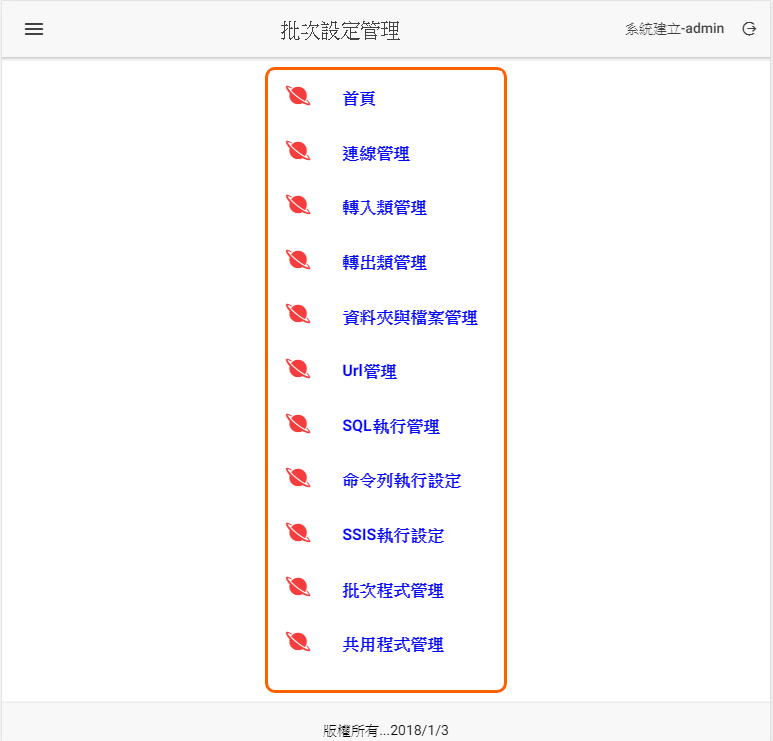 批次設定管理
系統建立-admin
首頁
連線管理
轉入類管理
轉出類管理
資料夾與檔案管理
Url管理
SQL執行管理
命令列執行設定
SSIS執行設定
批次程式管理
共用程式管理
版權所有...2018/1/3